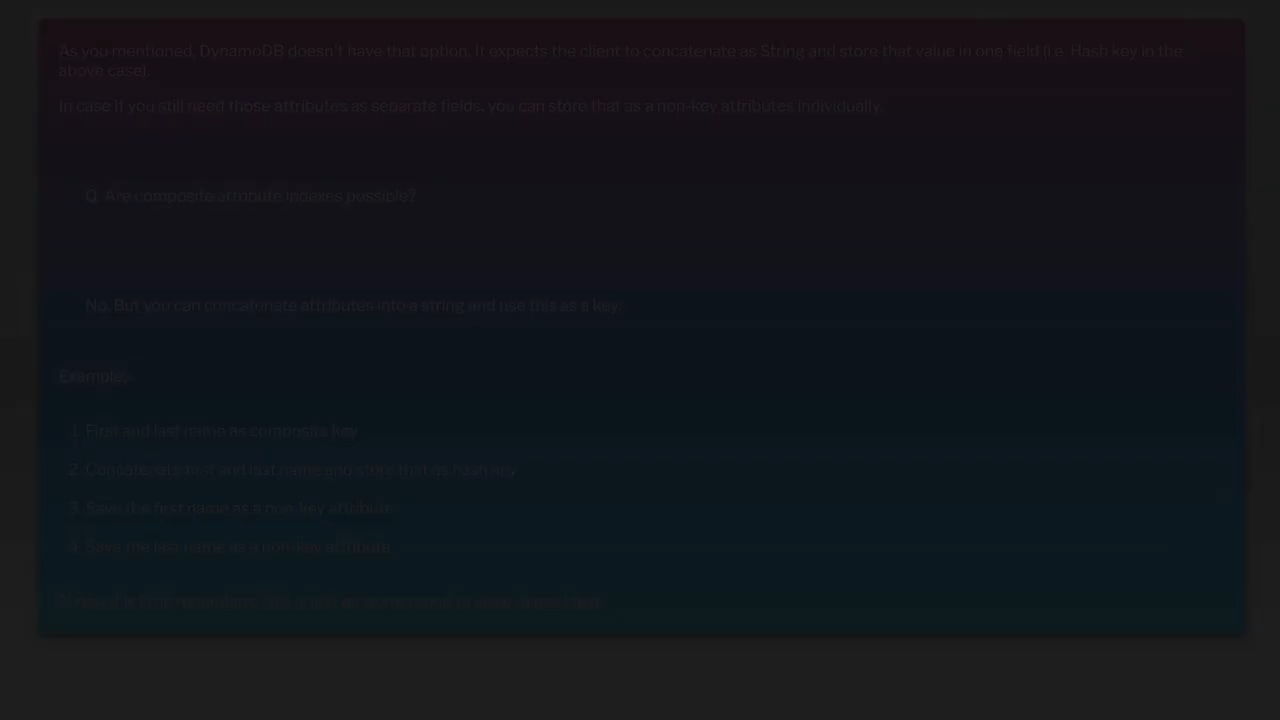 As you mentioned, DynamoDB doesn't have that option. It expects the client to concatenate as String and store that value in one field (i.e. Hash key in the
above case).
In case if you still need those attributes as separate fields, you can store that as a non-key attributes individually.
Q. Are composite attribute indexes possible?
No. But you can concatenate attributes into a string and use this as a key.
Example:-
1. First and last name as composite key
2. Concatenate first and last name and store that as hash key
3. Save the first name as a non-key attribute
4. Save the last name as a non-key attribute